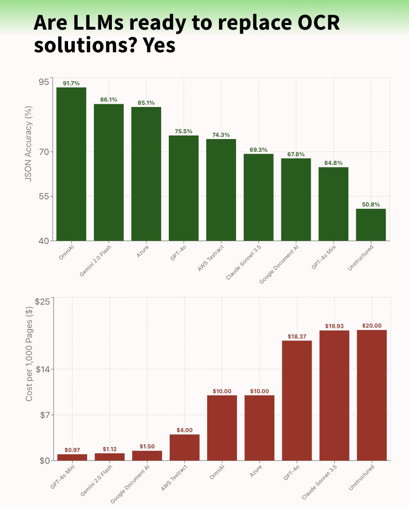 Are LLMs ready to replace OCR
solutions? Yes
JSON Accuracy (%)
95
70
55
40
91.7%
86.1%
85.1%
75.5%
74.3%
69.3%
67.8%
64.8%
50.8%
OmniAI
Gemini 2.0 Flash
Azure
GPT-4o
AWS Textract
Claude Sonnet 3.5
Google Document AI
GPT-4o Mini
Unstructured
Cost per 1,000 Pages ($)
$25
$14
$7
$0
$0.97
$1.12
$1.50
$4.00
$10.00
$10.00
$18.37
$19.93
$20.00
GPT-4o Mini
Gemini 2.0 Flash
Google Document AI
AWS Textract
OmniAI
Azure
GPT-4o
Claude Sonnet 3.5
Unstructured